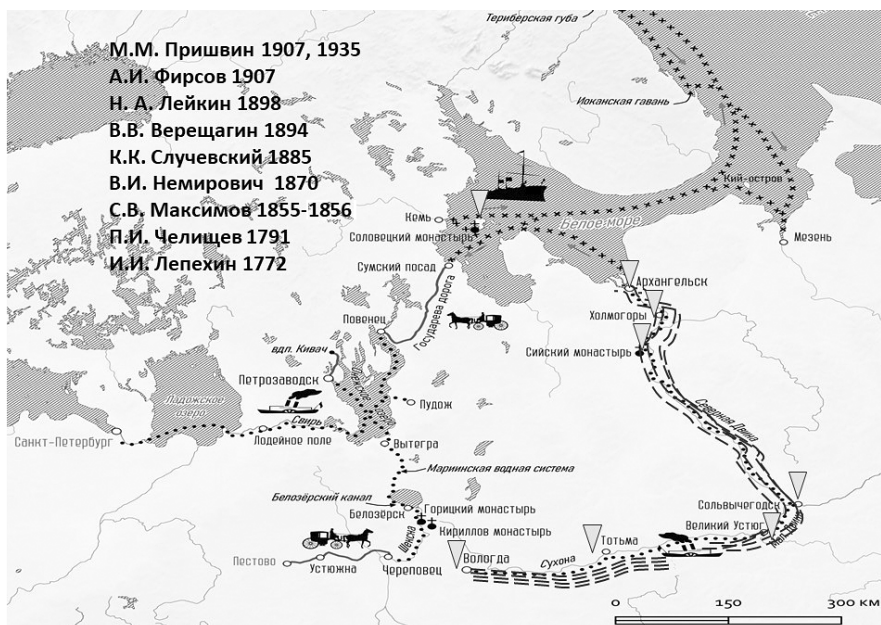 Териберская губа
М.М. Пришвин 1907, 1935
А.И. Фирсов 1907
Н. А. Лейкин 1898
В.В. Верещагин 1894
К.К. Случевский 1885
В.И. Немирович 1870
С.В. Максимов 1855-1856
П.И. Челищев 1791
И.И. Лепехин 1772
Иоканская гавань
Кий-остров
Кемь
Белое море
Соловецкий монастырь
Мезень
Сумский посад
Архангельск
Государева дорога
Холмогоры
Повенец
вдп. Кивач
Сийский монастырь
Петрозаводск
Пудож
Ладожское
озеро
Северная Двина
Свирь
Санкт-Петербург
Лодейное поле
Вытегра
Мариинская водная система
Белозёрский канал
Белозёрск
Горицкий монастырь
Кириллов монастырь
Шексна
Сольвычегодск
Великий Устюг
Тотьма
Сухона
Вологда
Пестово
Устюжна
Череповец
0 150 300 км